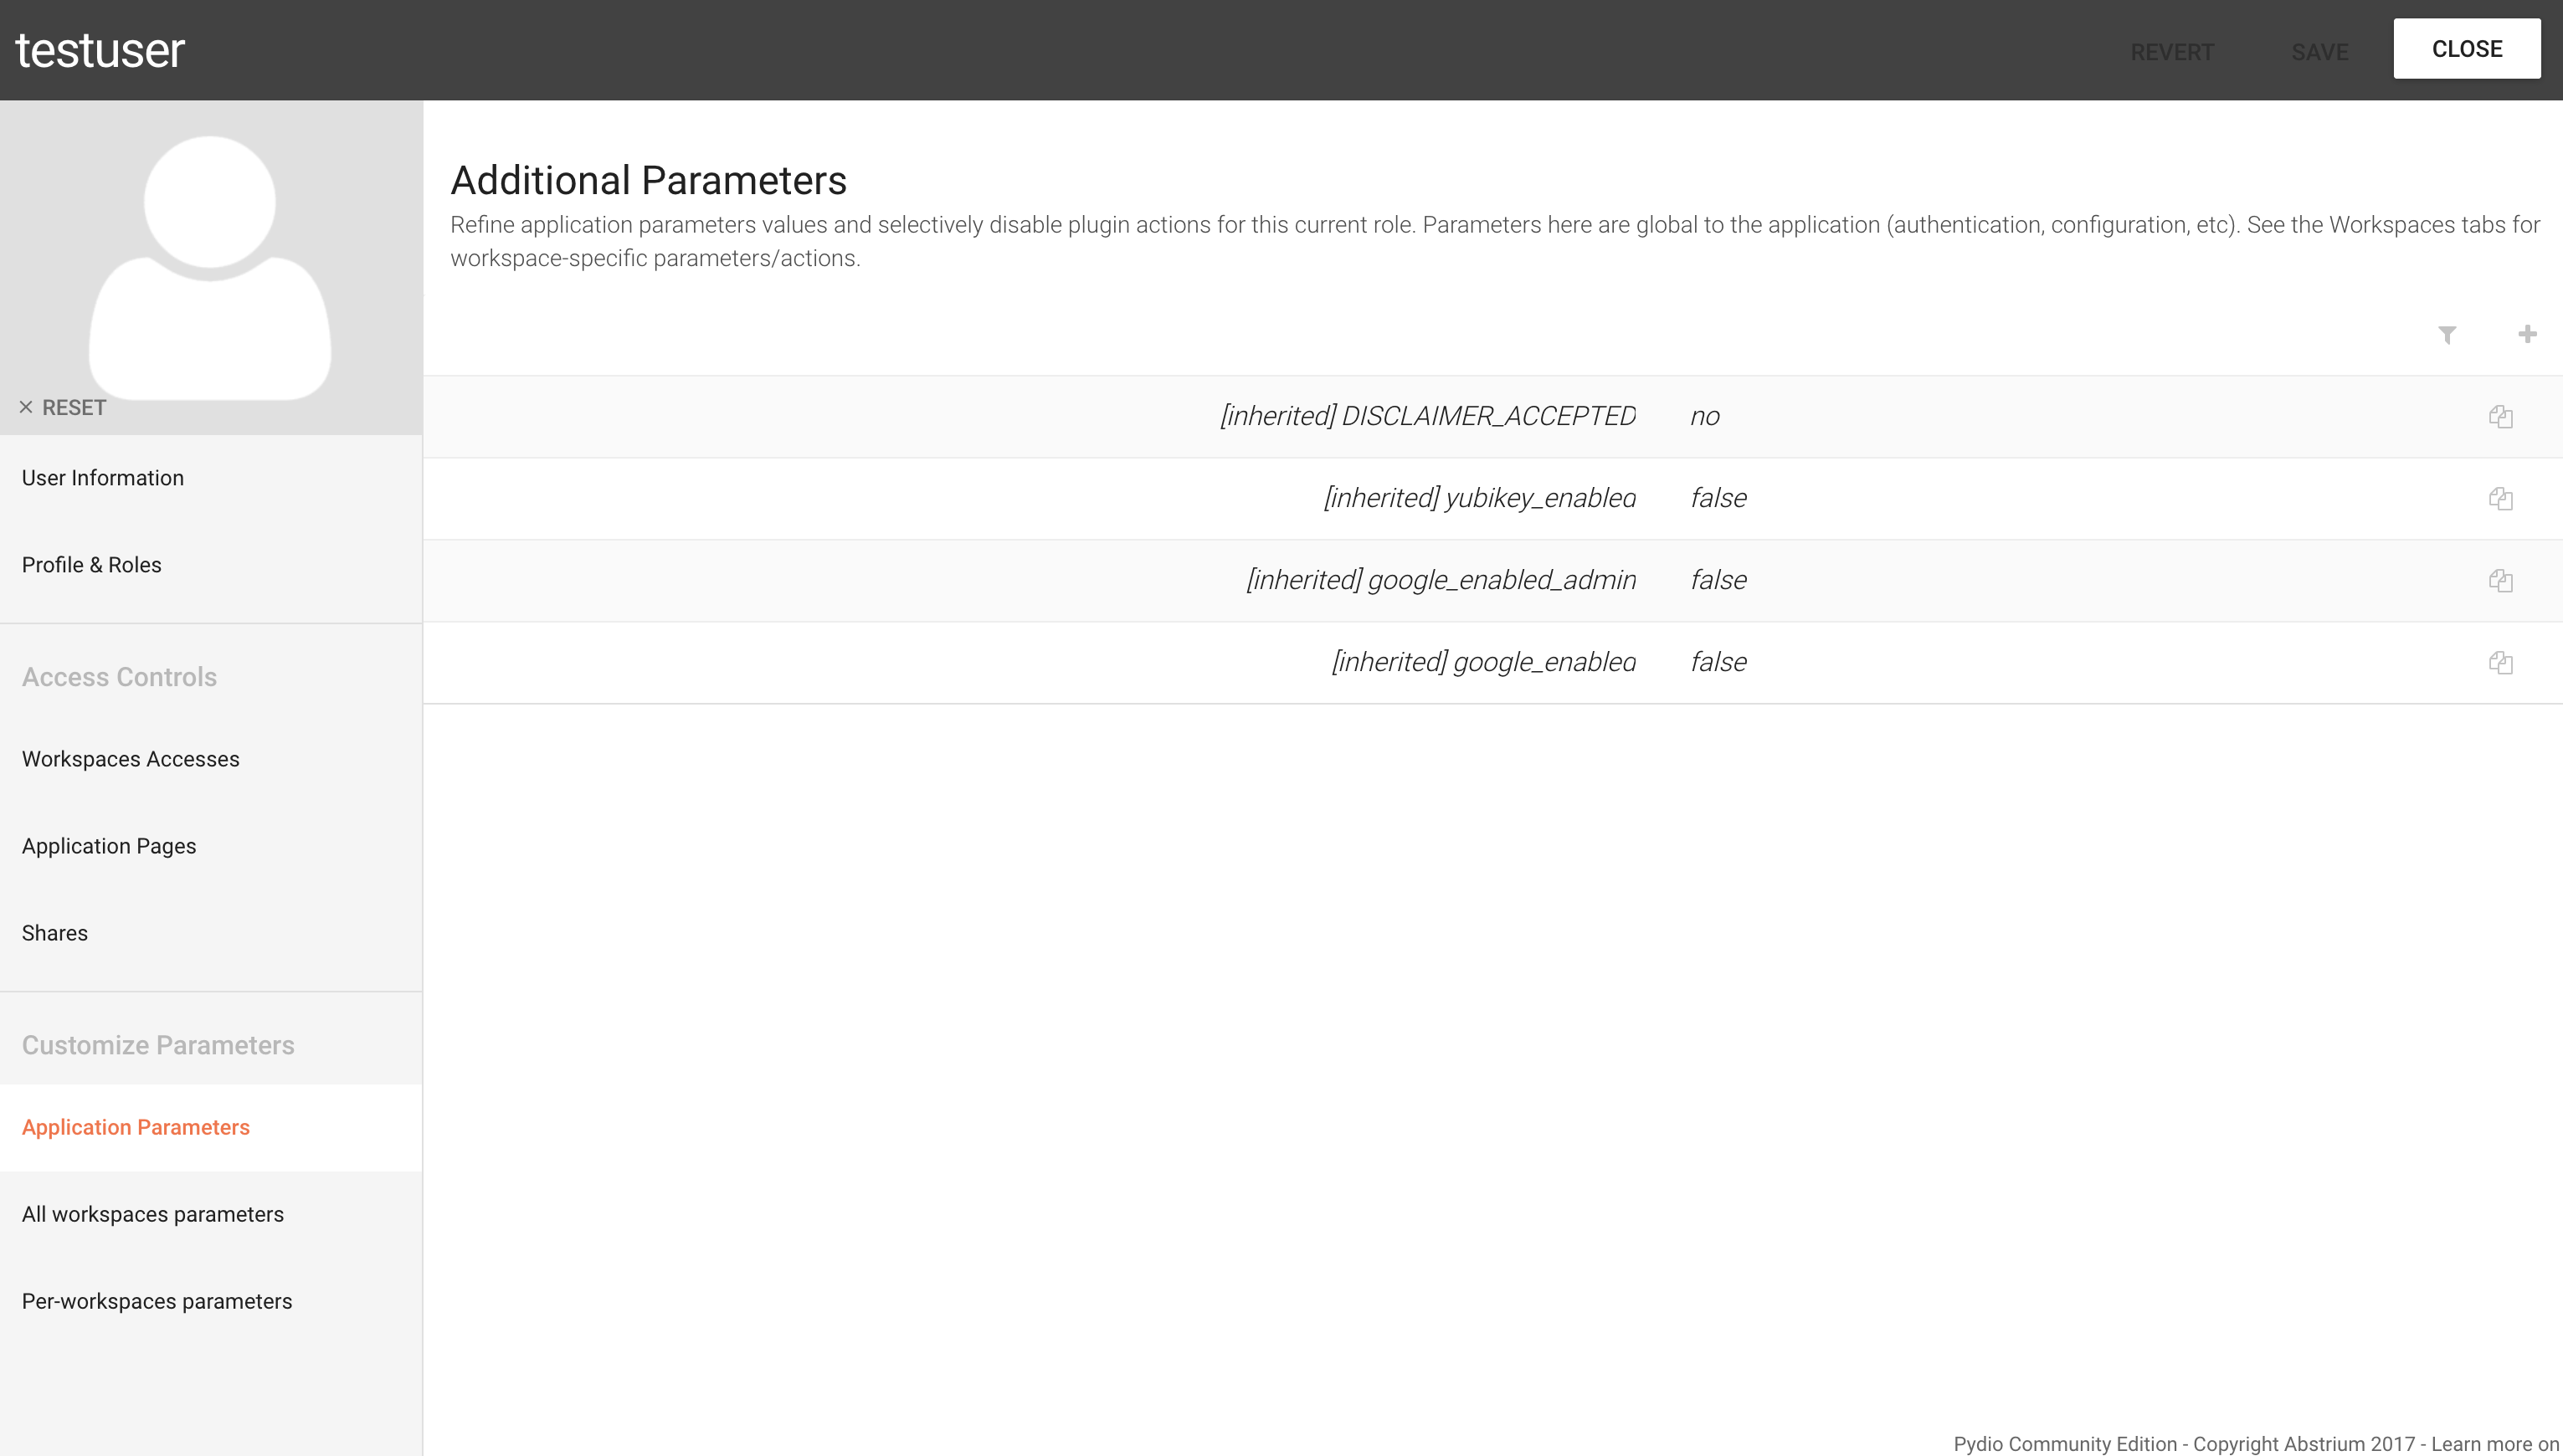 testuser
REVERT
SAVE
CLOSE
RESET
User Information
Profile & Roles
Access Controls
Workspaces Accesses
Application Pages
Shares
Customize Parameters
Application Parameters
All workspaces parameters
Per-workspaces parameters
Additional Parameters
Refine application parameters values and selectively disable plugin actions for this current role. Parameters here are global to the application (authentication, configuration, etc). See the Workspaces tabs for
workspace-specific parameters/actions.
[inherited] DISCLAIMER_ACCEPTED no
[inherited] yubikey_enabled false
[inherited] google_enabled_admin false
[inherited] google_enabled false
Pydio Community Edition - Copyright Abstrium 2017 - Learn more on